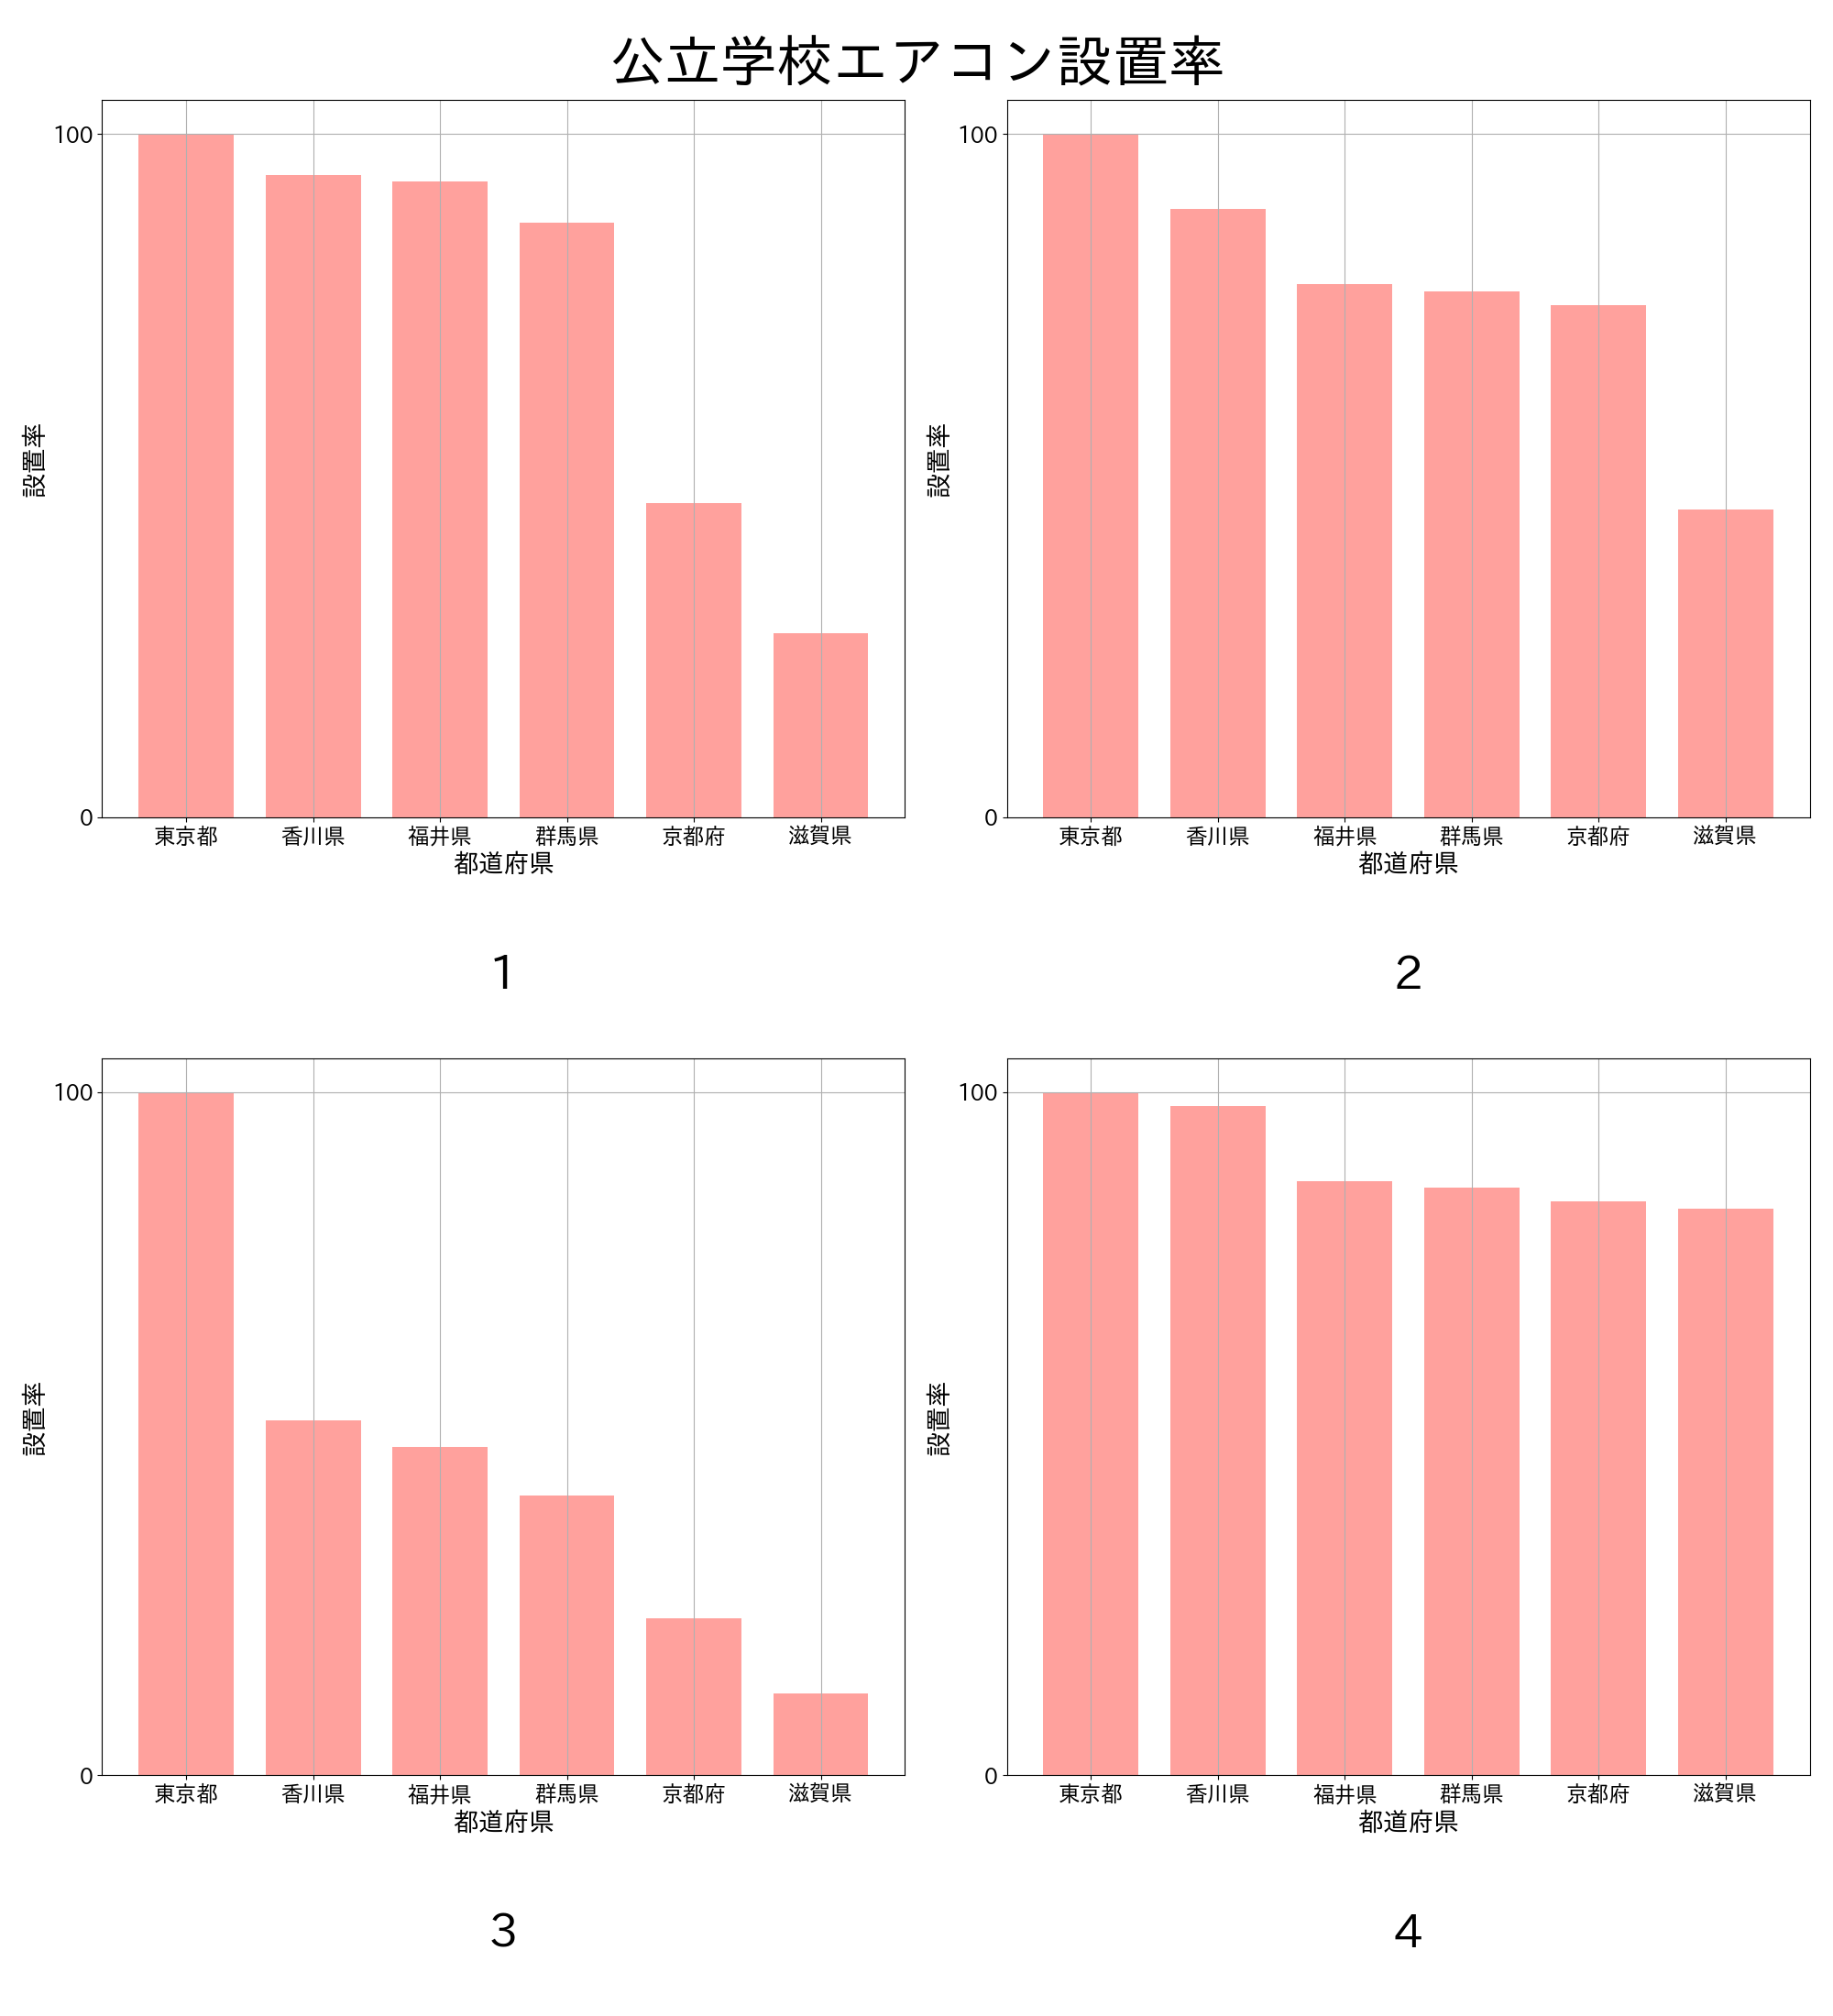 公立学校エアコン設置率
100
0
設置率
東京都 香川県 福井県 群馬県 京都府 滋賀県
都道府県
1
100
0
設置率
東京都 香川県 福井県 群馬県 京都府 滋賀県
都道府県
2
100
0
設置率
東京都 香川県 福井県 群馬県 京都府 滋賀県
都道府県
3
100
0
設置率
東京都 香川県 福井県 群馬県 京都府 滋賀県
都道府県
4